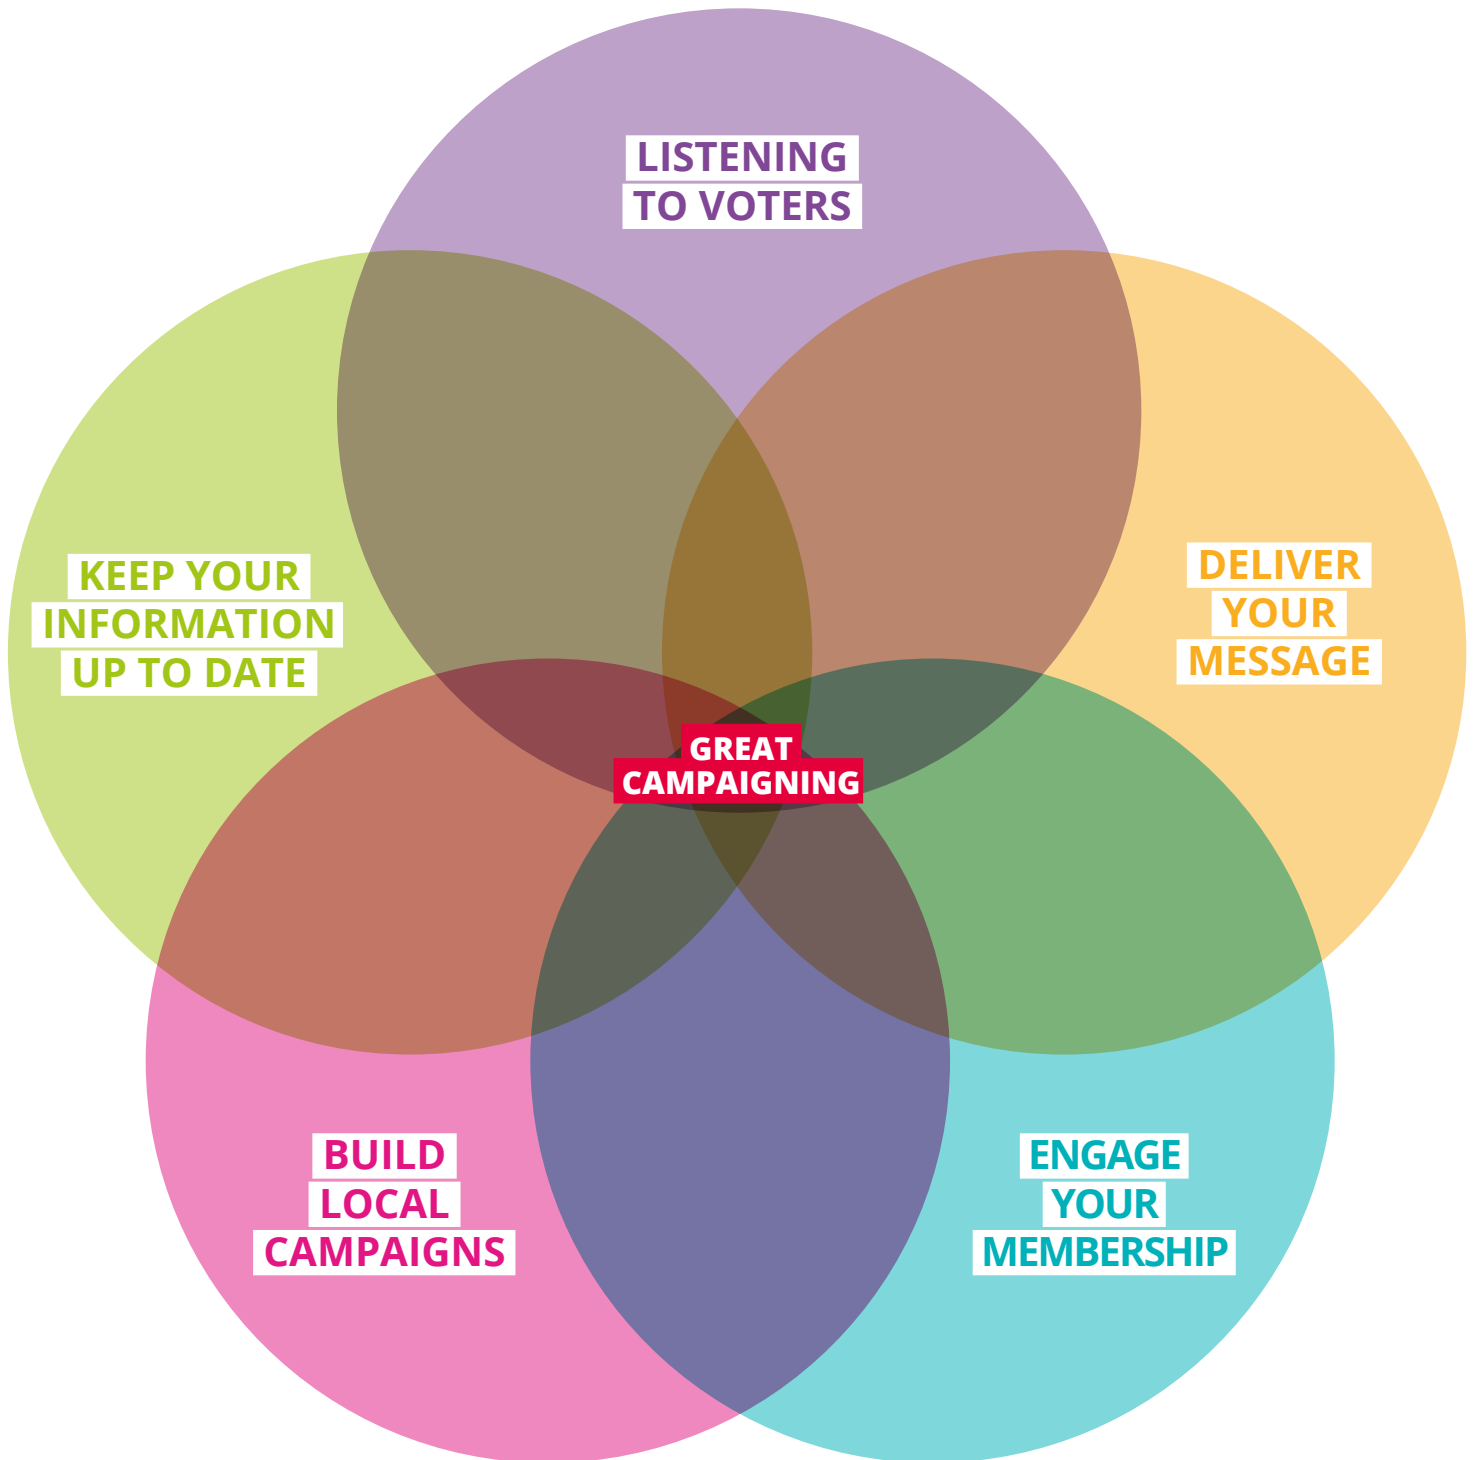 LISTENING
TO VOTERS
KEEP YOUR
INFORMATION
UP TO DATE
DELIVER
YOUR
MESSAGE
GREAT
CAMPAIGNING
BUILD
LOCAL
CAMPAIGNS
ENGAGE
YOUR
MEMBERSHIP